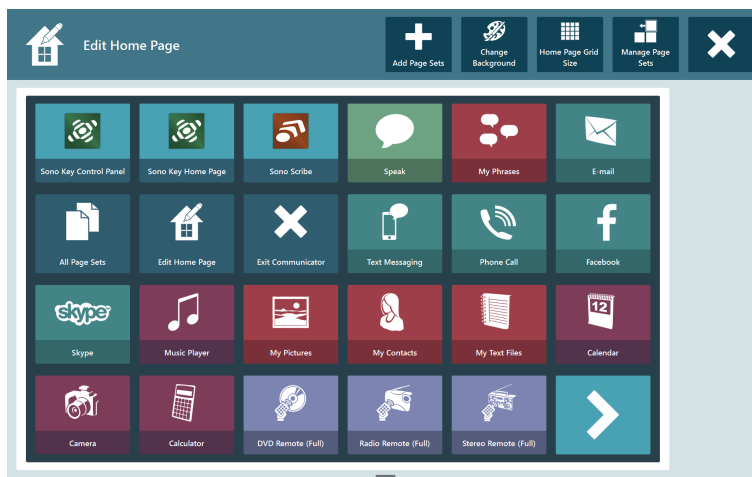 Edit Home Page
Add Page Sets
Change
Background
Home Page Grid
Size
Manage Page
Sets
Sono Key Control Panel
Sono Key Home Page
Sono Scribe
Speak
My Phrases
E-mail
All Page Sets
Edit Home Page
Exit Communicator
Text Messaging
Phone Call
f
Facebook
skype
Skype
Music Player
My Pictures
My Contacts
My Text Files
12
Calendar
Camera
Calculator
DVD Remote (Full)
Radio Remote (Full)
Stereo Remote (Full)